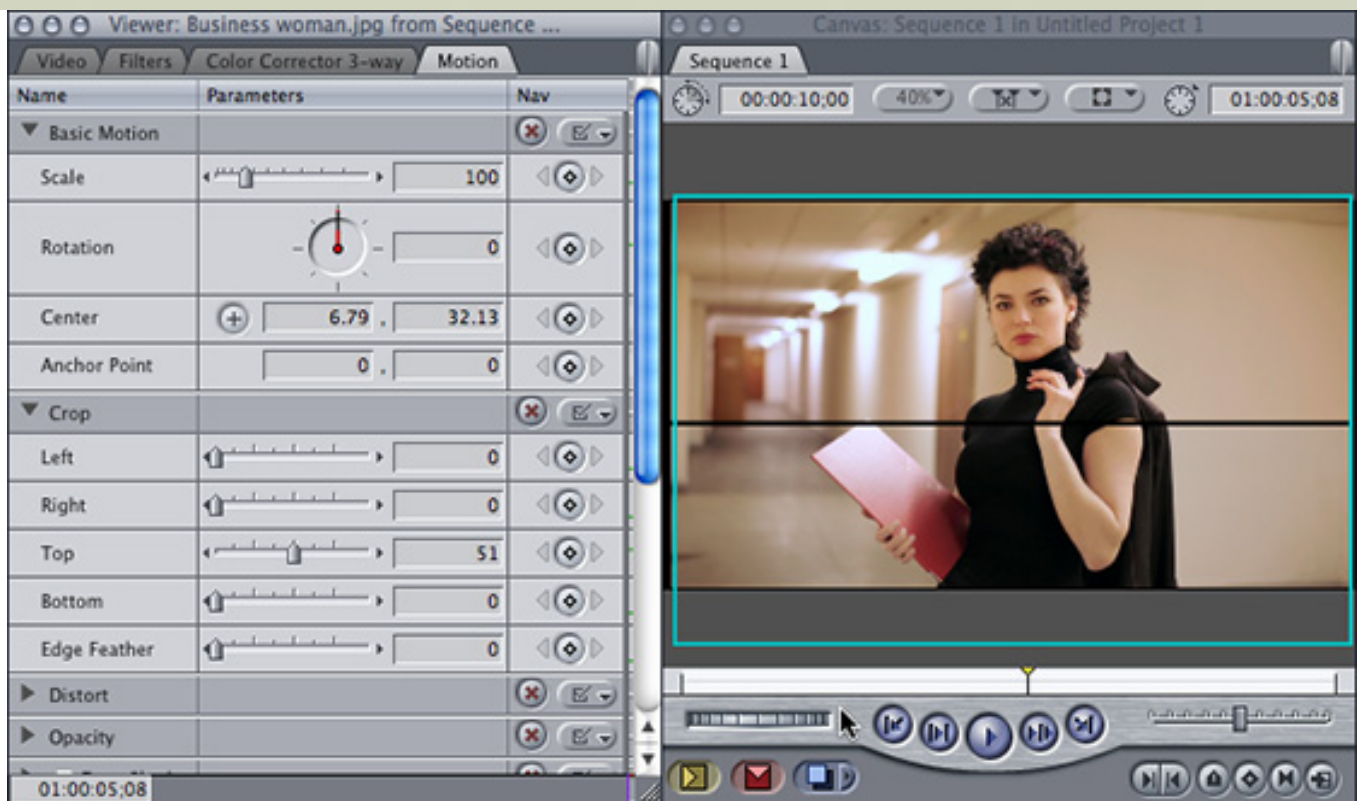 Viewer: Business woman.jpg from Sequence ...
Video Filters Color Corrector 3-way Motion
Name Parameters Nav
Basic Motion
Scale 100
Rotation 0
Center 6.79 , 32.13
Anchor Point 0 , 0
Crop
Left 0
Right 0
Top 51
Bottom 0
Edge Feather 0
Distort
Opacity
01:00:05;08
Canvas: Sequence 1 in Untitled Project 1
Sequence 1
00:00:10;00 40% 01:00:05;08